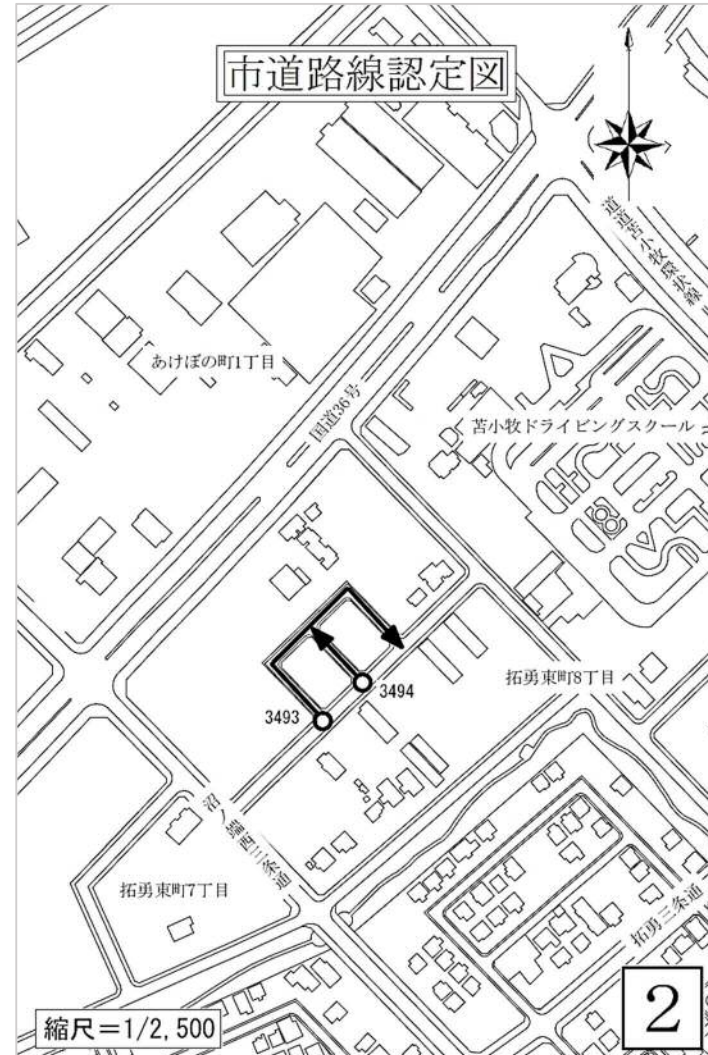 市道路線認定図
道道苫小牧環状線
あけぼの町1丁目
国道36号
苫小牧ドライビングスクール
拓勇東町8丁目
3494
3493
沼ノ端西三条通
拓勇東町7丁目
拓勇三条通
縮尺=1/2,500
2